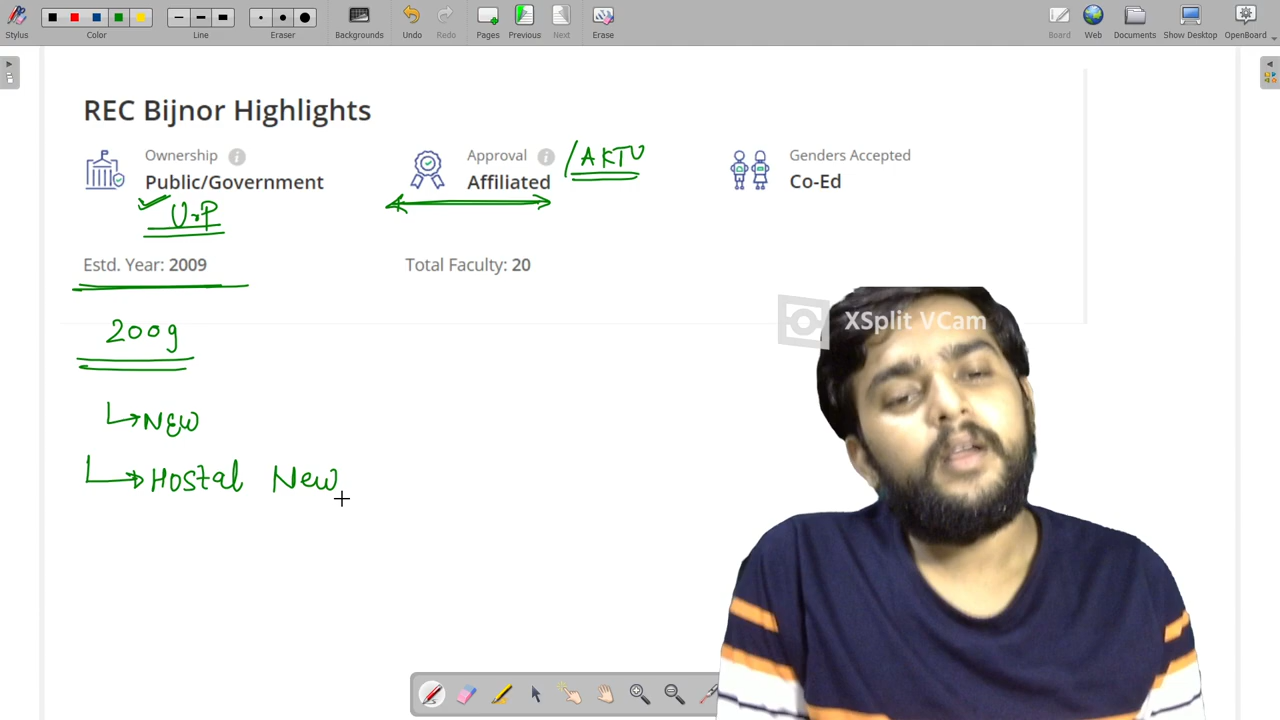 Stylus Color Line Eraser Backgrounds Undo Redo Pages Previous Next Erase Board Web Documents Show Desktop OpenBoard
REC Bijnor Highlights
Ownership
Public/Government
U.P
Approval
Affiliated
/AKTU
Genders Accepted
Co-Ed
Estd. Year: 2009
Total Faculty: 20
2009
NEW
Hostal New
XSplit VCam